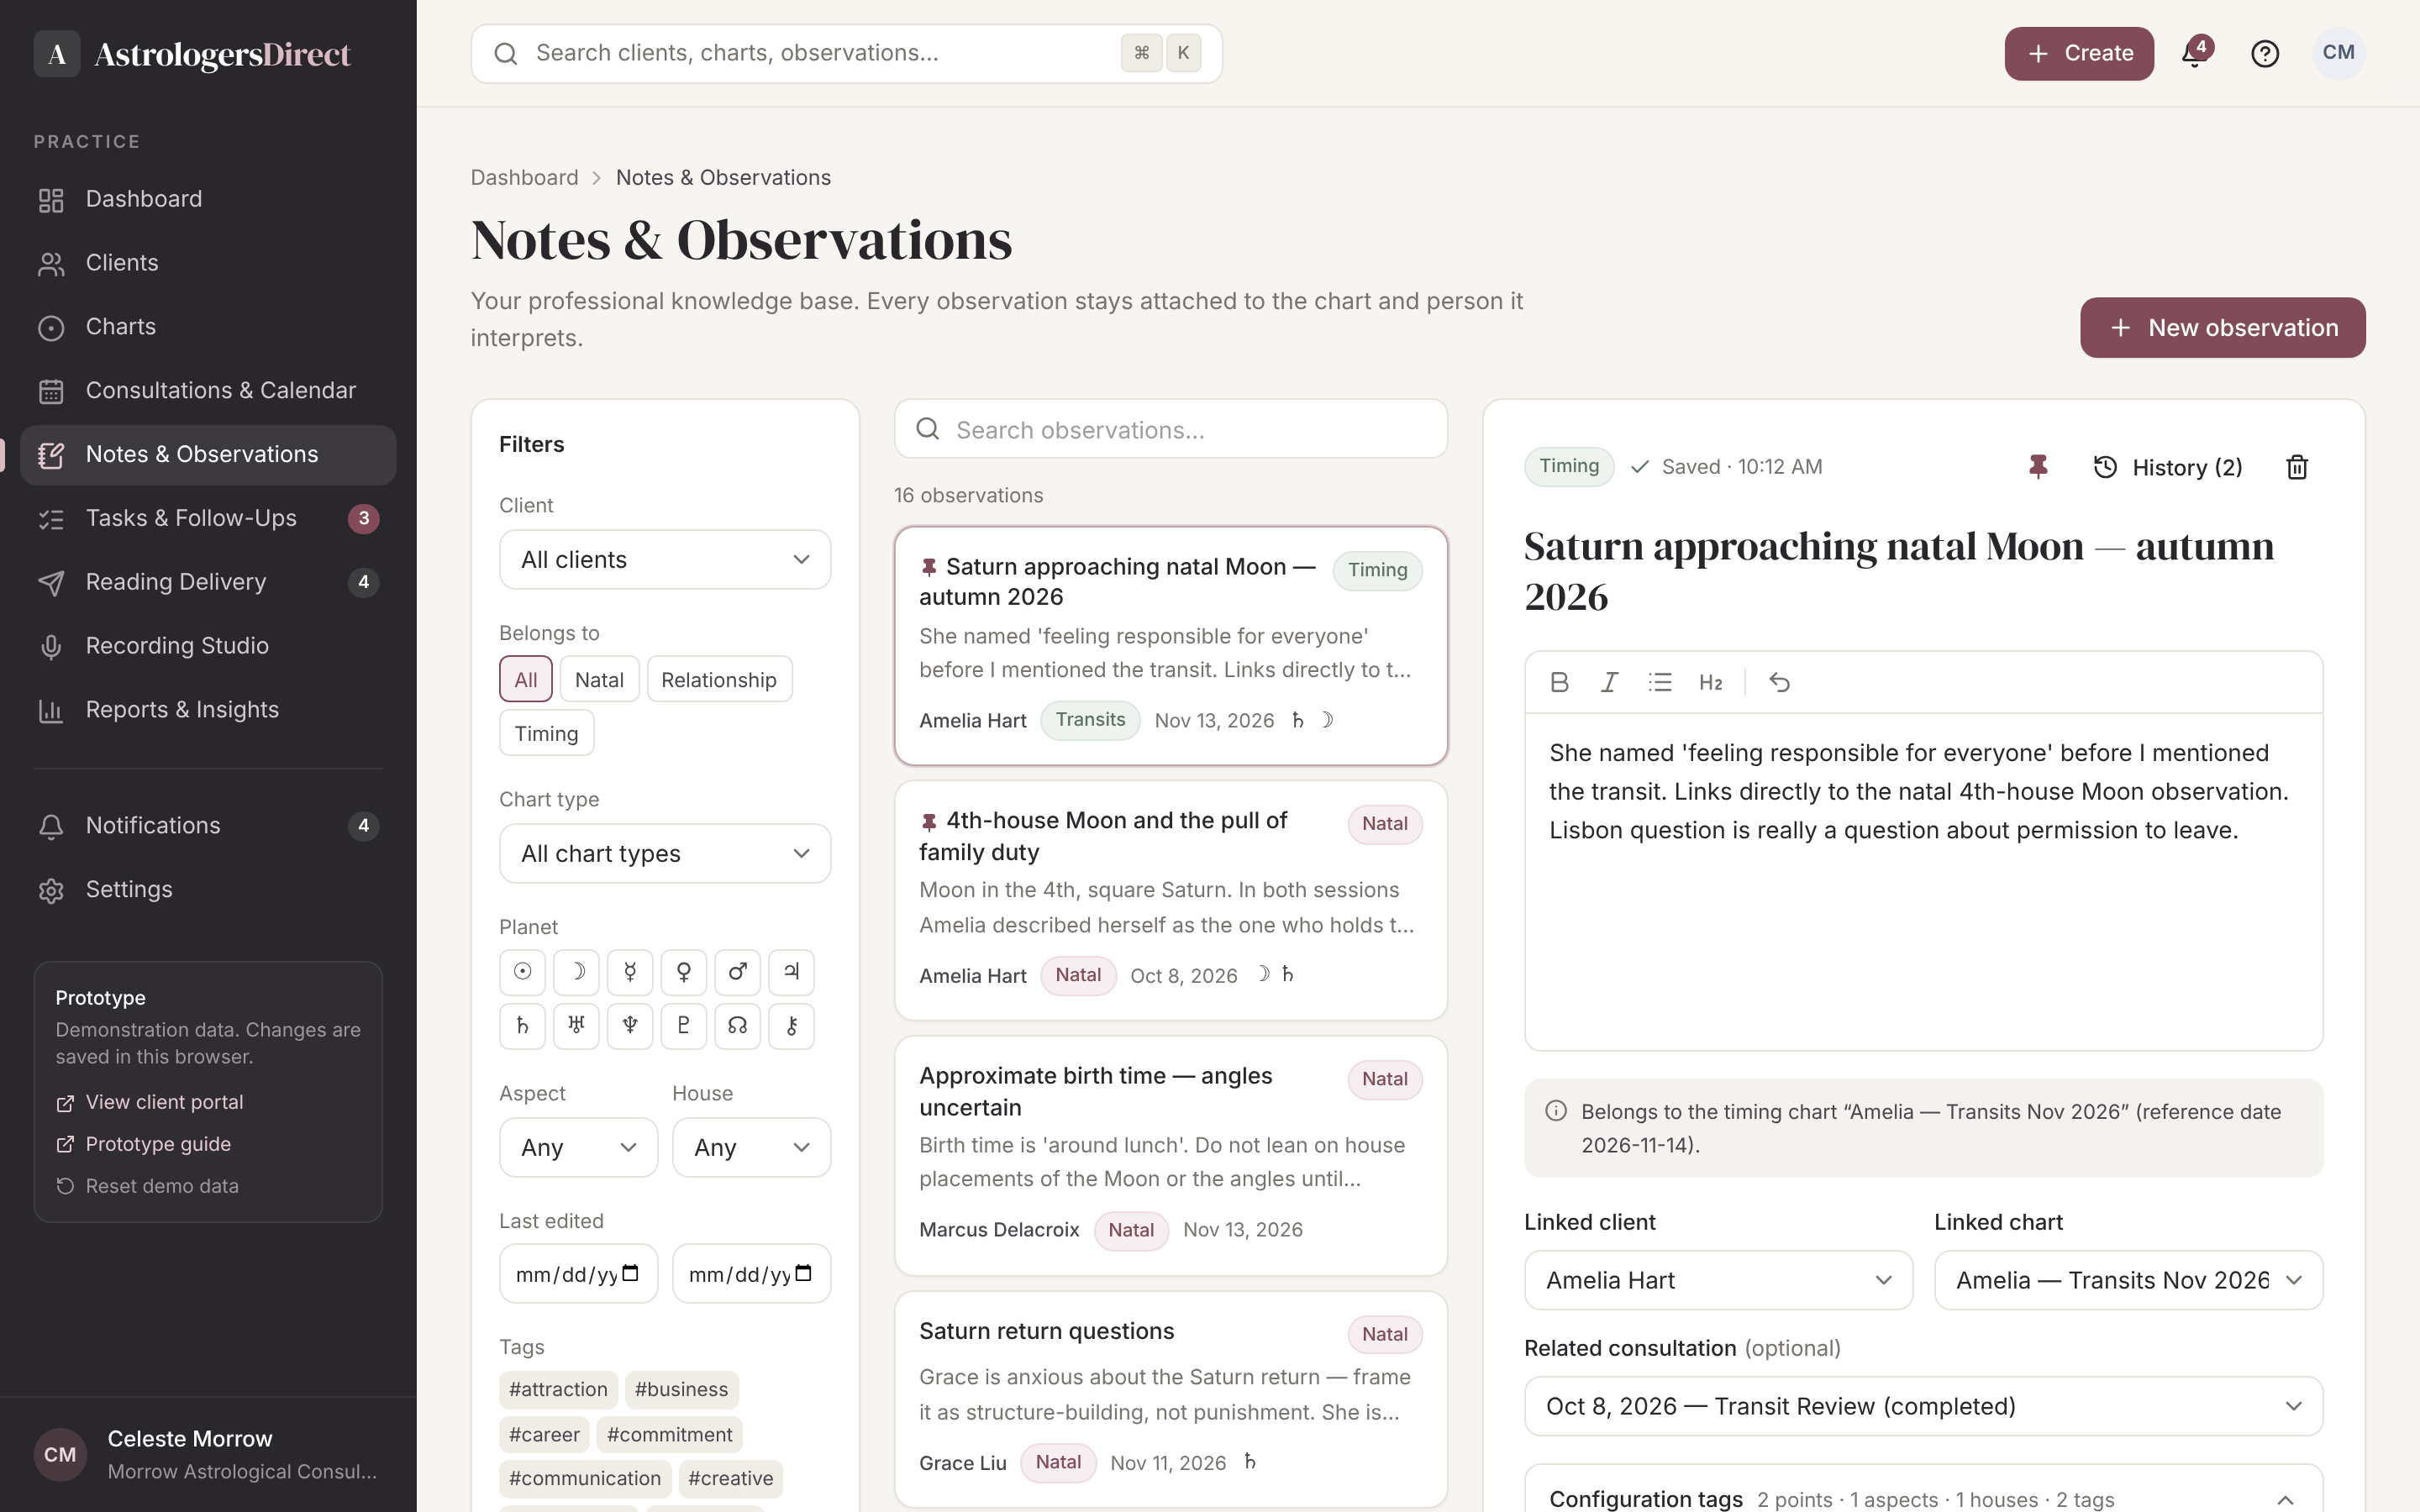 A AstrologersDirect
PRACTICE
Dashboard
Clients
Charts
Consultations & Calendar
Notes & Observations
Tasks & Follow-Ups 3
Reading Delivery 4
Recording Studio
Reports & Insights
Notifications 4
Settings
Prototype
Demonstration data. Changes are
saved in this browser.
View client portal
Prototype guide
Reset demo data
CM Celeste Morrow
Morrow Astrological Consul...
Search clients, charts, observations... ⌘ K
+ Create 4 CM
Dashboard > Notes & Observations
Notes & Observations
Your professional knowledge base. Every observation stays attached to the chart and person it
interprets.
+ New observation
Filters
Client
All clients
Belongs to
All Natal Relationship
Timing
Chart type
All chart types
Planet
☉ ☽ ☿ ♀ ♂ ♃
♄ ♅ ♆ ♇ ☊ ⚷
Aspect House
Any Any
Last edited
mm/dd/yy mm/dd/yy
Tags
#attraction #business
#career #commitment
#communication #creative
Search observations...
16 observations
Saturn approaching natal Moon — Timing
autumn 2026
She named 'feeling responsible for everyone'
before I mentioned the transit. Links directly to t...
Amelia Hart Transits Nov 13, 2026 ♄ ☽
4th-house Moon and the pull of Natal
family duty
Moon in the 4th, square Saturn. In both sessions
Amelia described herself as the one who holds t...
Amelia Hart Natal Oct 8, 2026 ☽ ♄
Approximate birth time — angles Natal
uncertain
Birth time is 'around lunch'. Do not lean on house
placements of the Moon or the angles until...
Marcus Delacroix Natal Nov 13, 2026
Saturn return questions Natal
Grace is anxious about the Saturn return — frame
it as structure-building, not punishment. She is...
Grace Liu Natal Nov 11, 2026 ♄
Timing Saved · 10:12 AM History (2)
Saturn approaching natal Moon — autumn
2026
B I H2
She named 'feeling responsible for everyone' before I mentioned
the transit. Links directly to the natal 4th-house Moon observation.
Lisbon question is really a question about permission to leave.
Belongs to the timing chart “Amelia — Transits Nov 2026” (reference date
2026-11-14).
Linked client Linked chart
Amelia Hart Amelia — Transits Nov 2026
Related consultation (optional)
Oct 8, 2026 — Transit Review (completed)
Configuration tags 2 points · 1 aspects · 1 houses · 2 tags